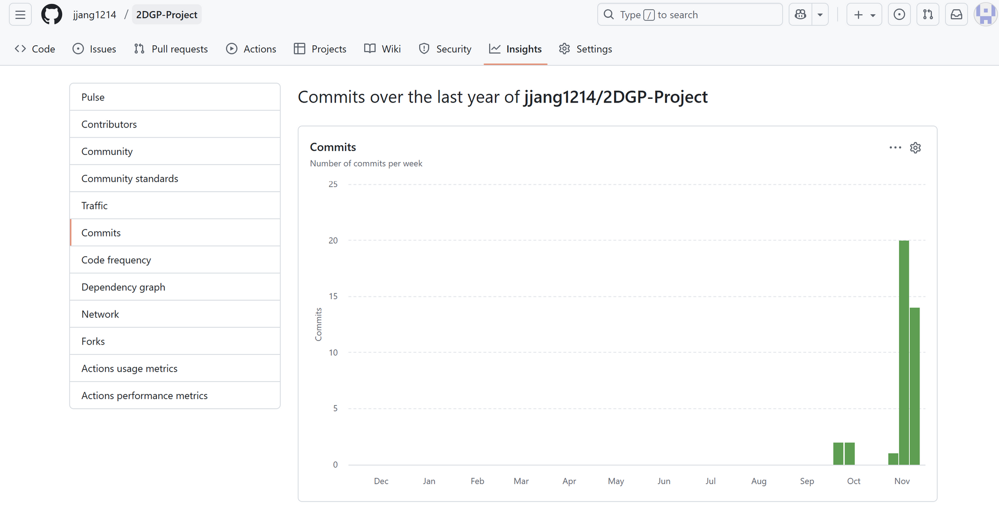 jjang1214 / 2DGP-Project
Type / to search
Code Issues Pull requests Actions Projects Wiki Security Insights Settings
Pulse
Contributors
Community
Community standards
Traffic
Commits
Code frequency
Dependency graph
Network
Forks
Actions usage metrics
Actions performance metrics
Commits over the last year of jjang1214/2DGP-Project
Commits
Number of commits per week
25
20
15
10
5
0
Commits
Dec Jan Feb Mar Apr May Jun Jul Aug Sep Oct Nov